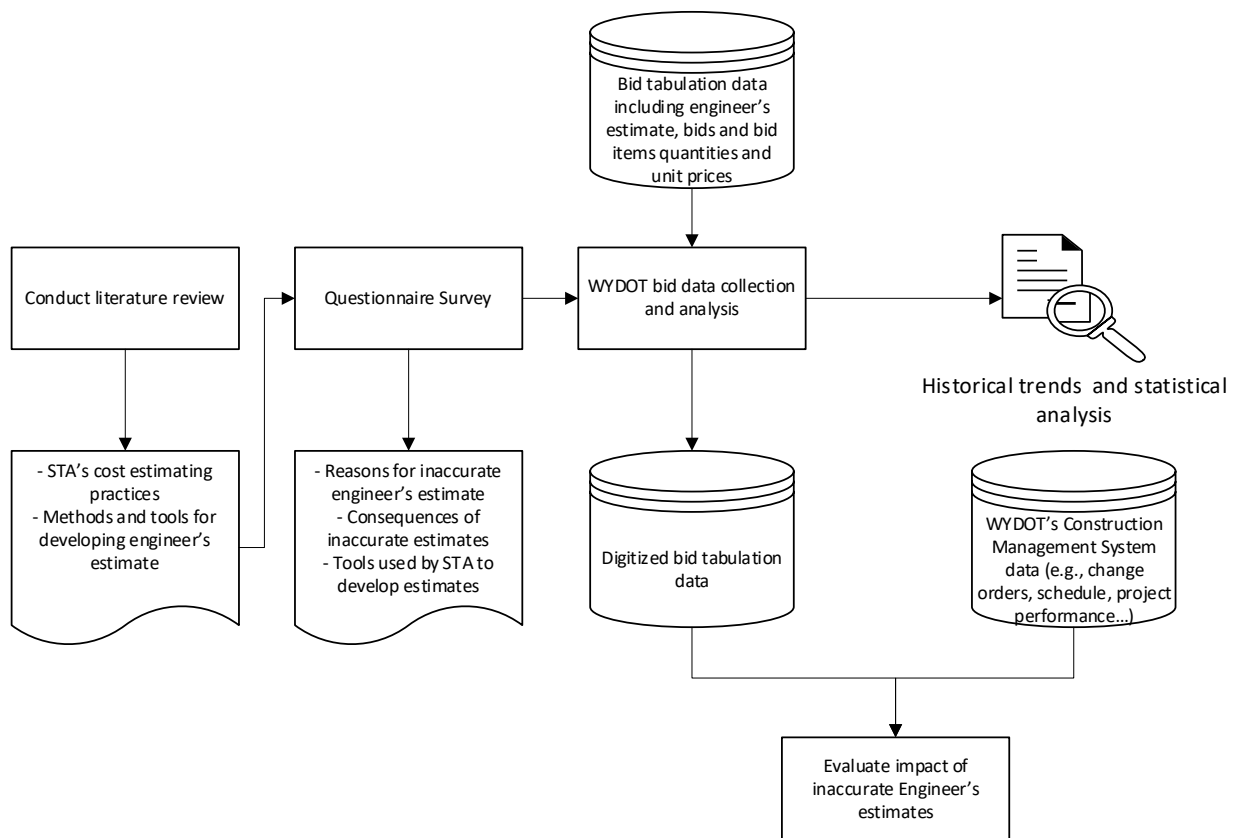 Bid tabulation data
including engineer's
estimate, bids and bid
items quantities and
unit prices
Conduct literature review
Questionnaire Survey
WYDOT bid data collection
and analysis
Historical trends and statistical
analysis
- STA's cost estimating
practices
- Methods and tools for
developing engineer's
estimate
- Reasons for inaccurate
engineer's estimate
- Consequences of
inaccurate estimates
- Tools used by STA to
develop estimates
Digitized bid tabulation
data
WYDOT's Construction
Management System
data (e.g., change
orders, schedule, project
performance...)
Evaluate impact of
inaccurate Engineer's
estimates